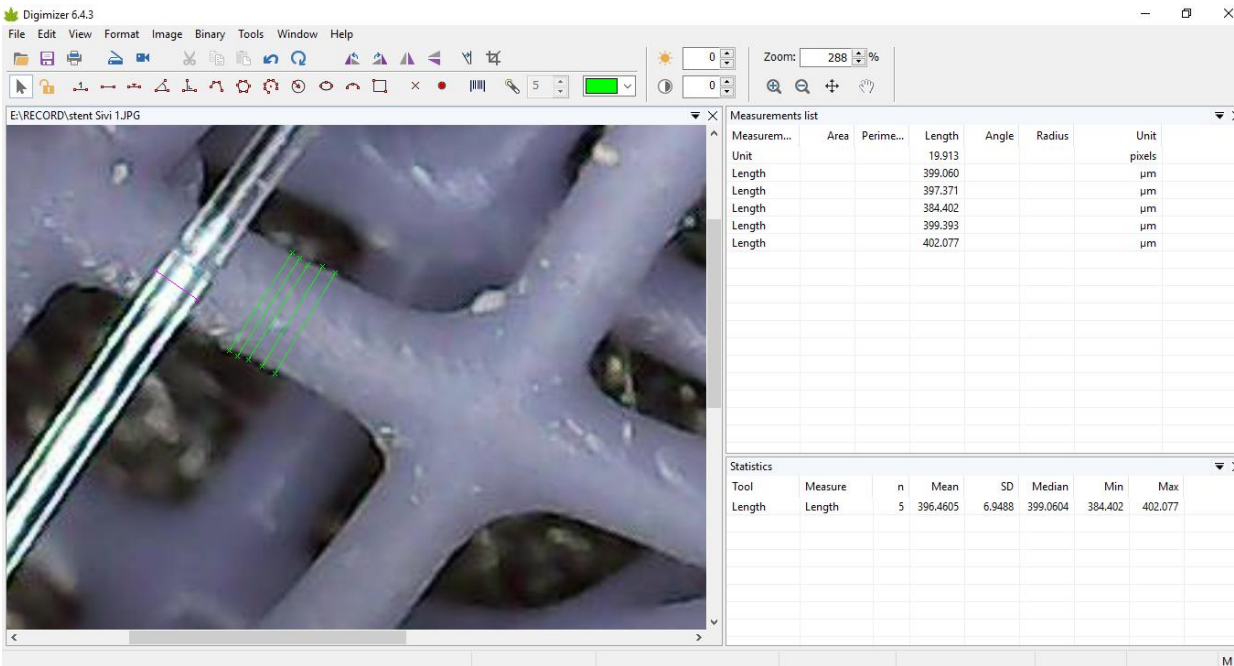 Digimizer 6.4.3
File Edit View Format Image Binary Tools Window Help
0 Zoom: 288 %
1 5 0
E:\RECORD\stent Sivi 1.JPG
Measurements list
Measurem... Area Perime... Length Angle Radius Unit
Unit 19.913 pixels
Length 399.060 µm
Length 397.371 µm
Length 384.402 µm
Length 399.393 µm
Length 402.077 µm
Statistics
Tool Measure n Mean SD Median Min Max
Length Length 5 396.4605 6.9488 399.0604 384.402 402.077
M